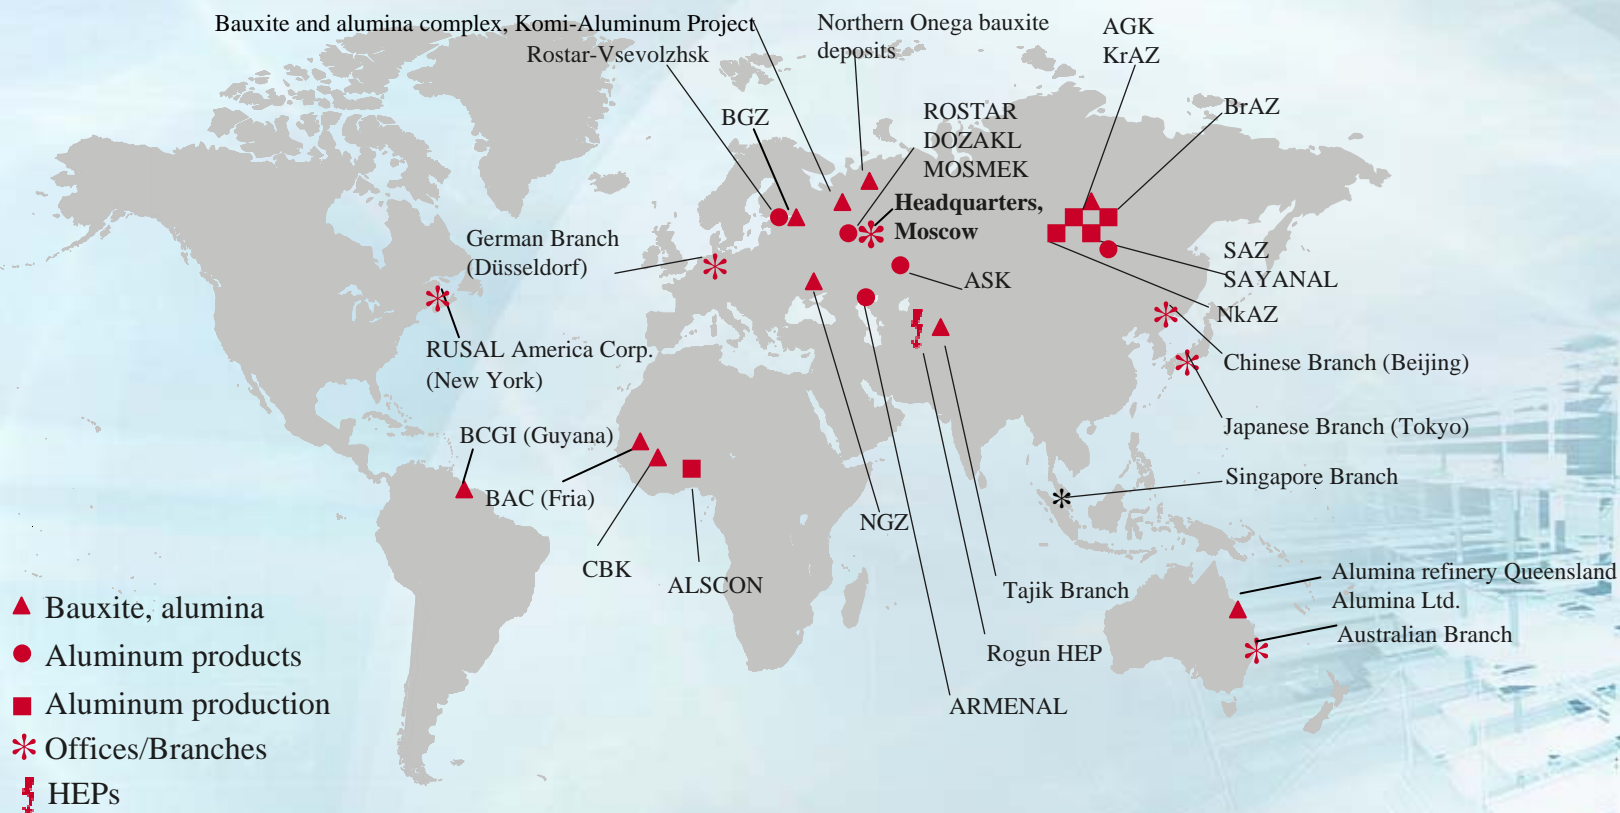 Bauxite and alumina complex, Komi-Aluminum Project
Rostar-Vsevolzhsk
Northern Onega bauxite
deposits
AGK
KrAZ
BrAZ
BGZ
ROSTAR
DOZAKL
MOSMEK
Headquarters,
Moscow
German Branch
(Düsseldorf)
ASK
SAZ
SAYANAL
NkAZ
RUSAL America Corp.
(New York)
Chinese Branch (Beijing)
Japanese Branch (Tokyo)
BCGI (Guyana)
BAC (Fria)
Singapore Branch
NGZ
CBK
ALSCON
Tajik Branch
Alumina refinery Queensland
Alumina Ltd.
Australian Branch
Rogun HEP
ARMENAL
Bauxite, alumina
Aluminum products
Aluminum production
Offices/Branches
HEPs